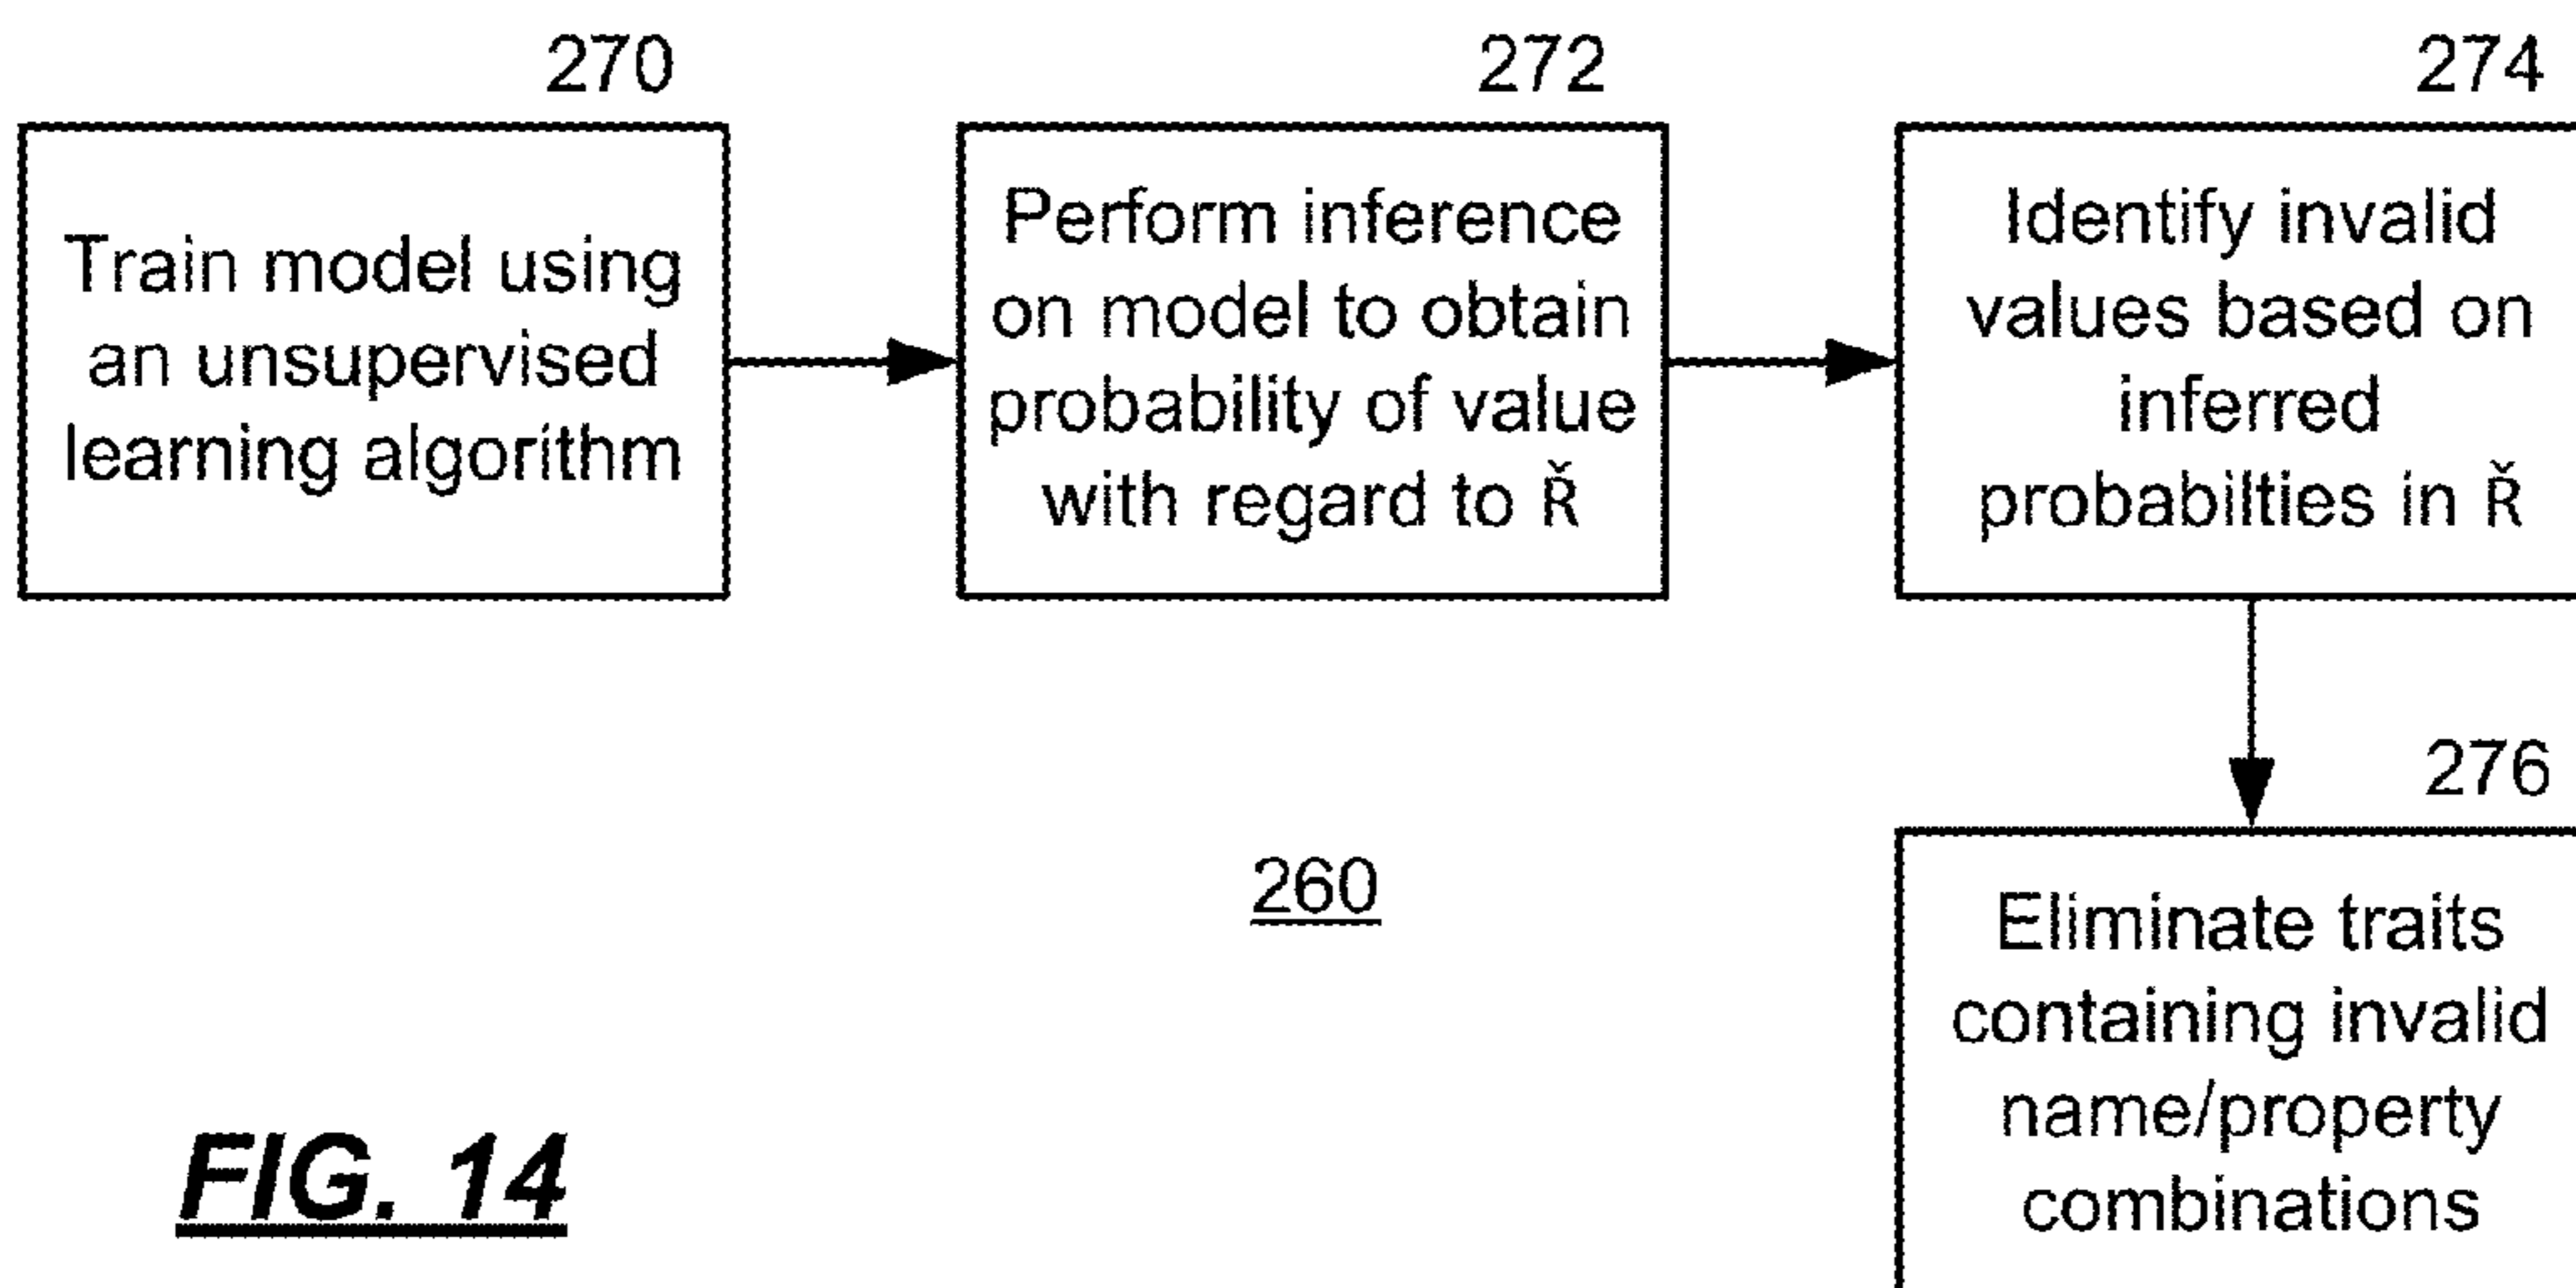 270
Train model using
an unsupervised
learning algorithm
272
Perform inference
on model to obtain
probability of value
with regard to Ř
274
Identify invalid
values based on
inferred
probabilties in Ř
276
Eliminate traits
containing invalid
name/property
combinations
260
FIG. 14